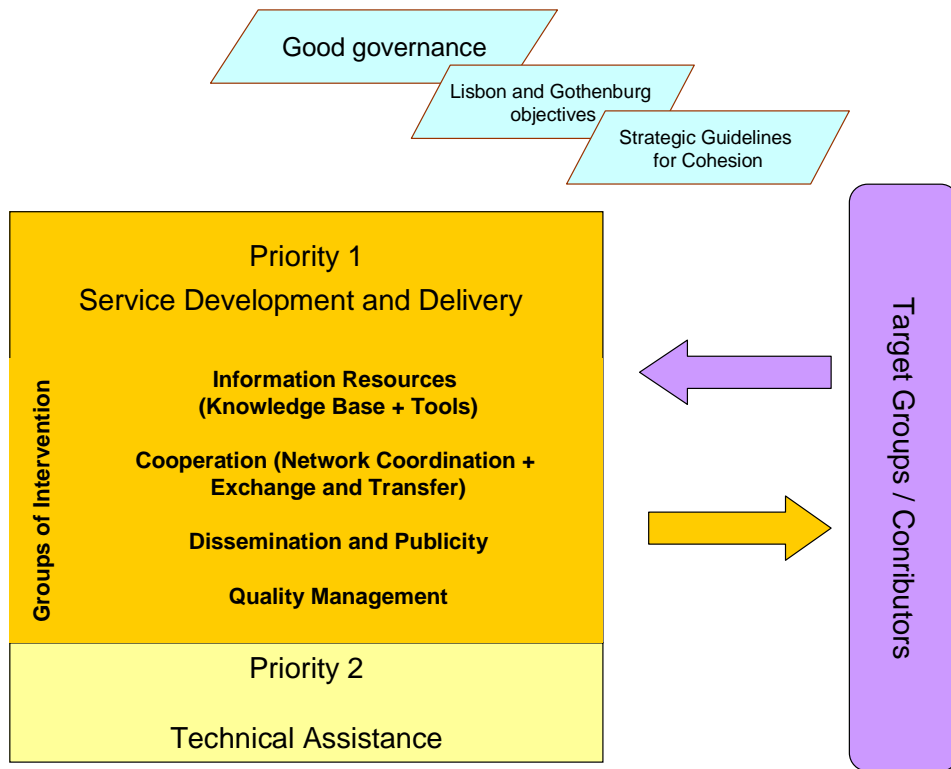 Good governance
Lisbon and Gothenburg
objectives
Strategic Guidelines
for Cohesion
Priority 1
Service Development and Delivery
Groups of Intervention
Information Resources
(Knowledge Base + Tools)
Cooperation (Network Coordination +
Exchange and Transfer)
Dissemination and Publicity
Quality Management
Priority 2
Technical Assistance
Target Groups / Conributors